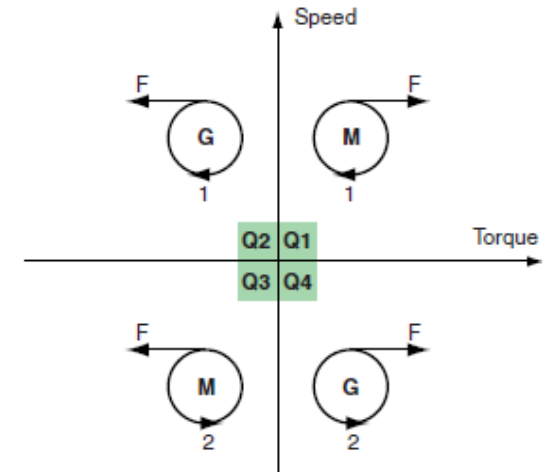 Speed
F F
G M
1 1
Q2 Q1
Torque
Q3 Q4
F F
M G
2 2